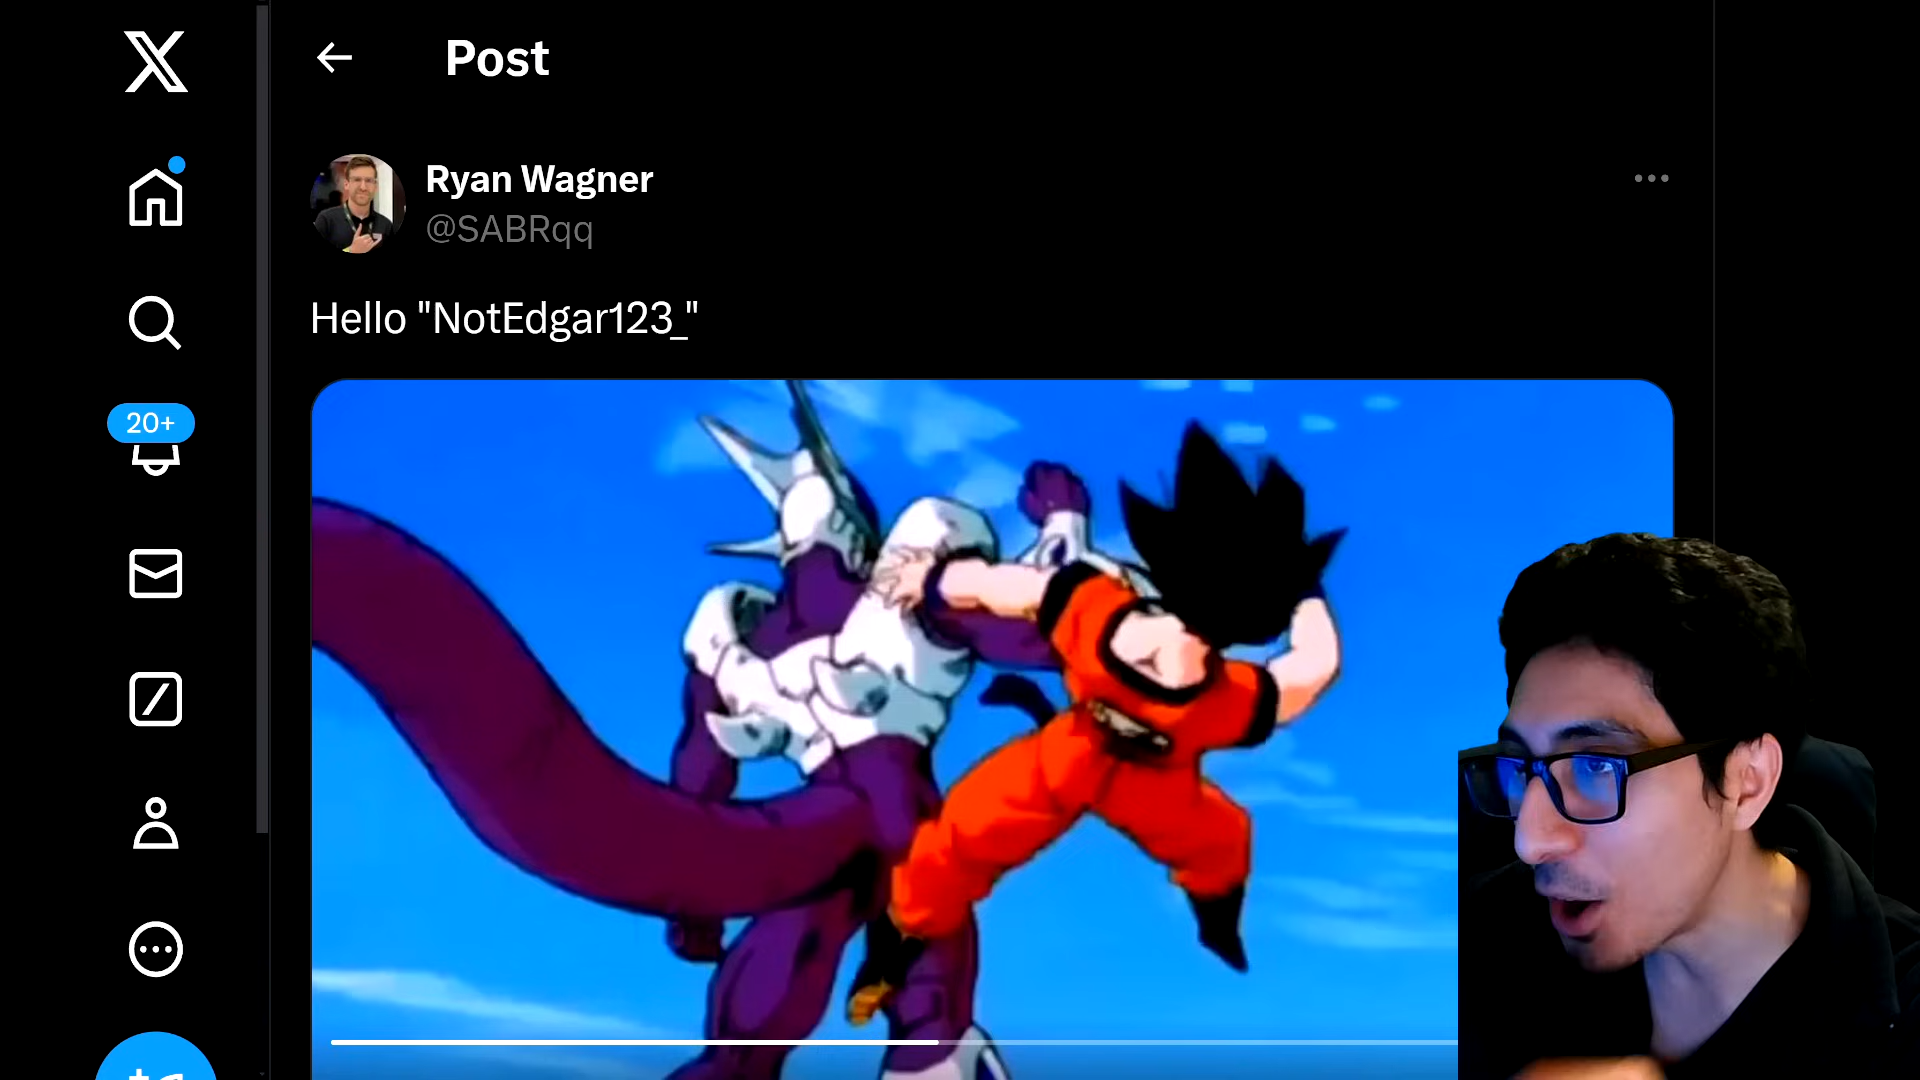 Post
Ryan Wagner
@SABRqq
Hello "NotEdgar123_"
20+